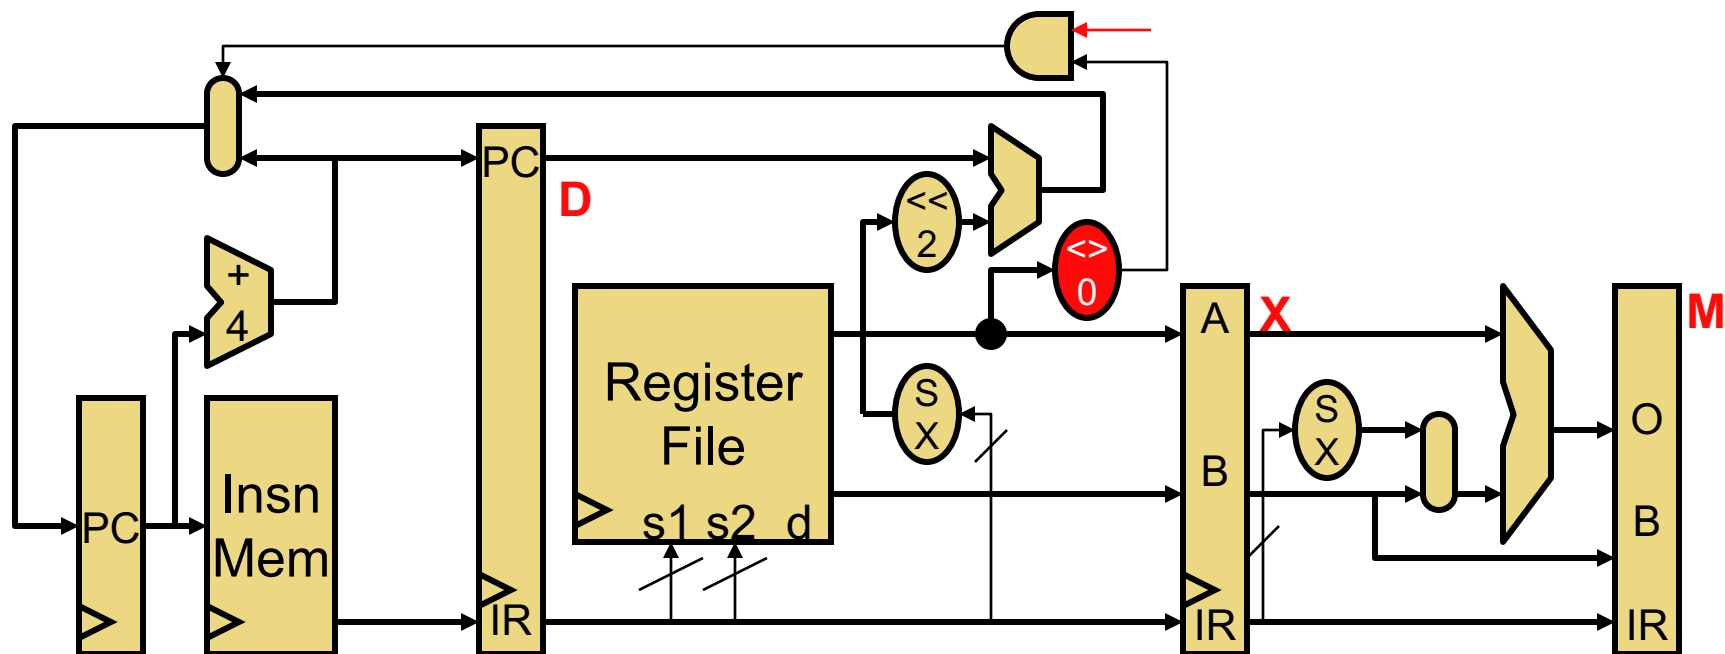 PC
D
<<
2
<>
0
+
4
A
X
M
Register
File
S
X
S
X
O
B
Insn
Mem
PC
s1 s2 d
B
IR
IR
IR